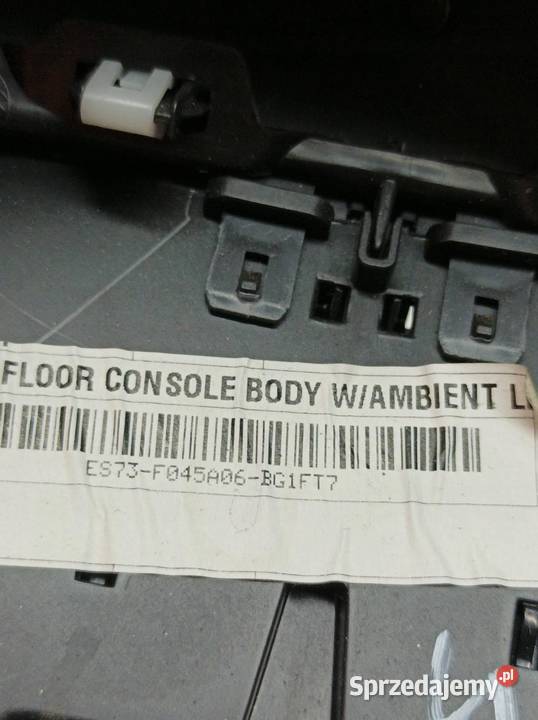 FLOOR CONSOLE BODY W/AMBIENT
ES73-F045A06-BG1FT7
Sprzedajemy.pl